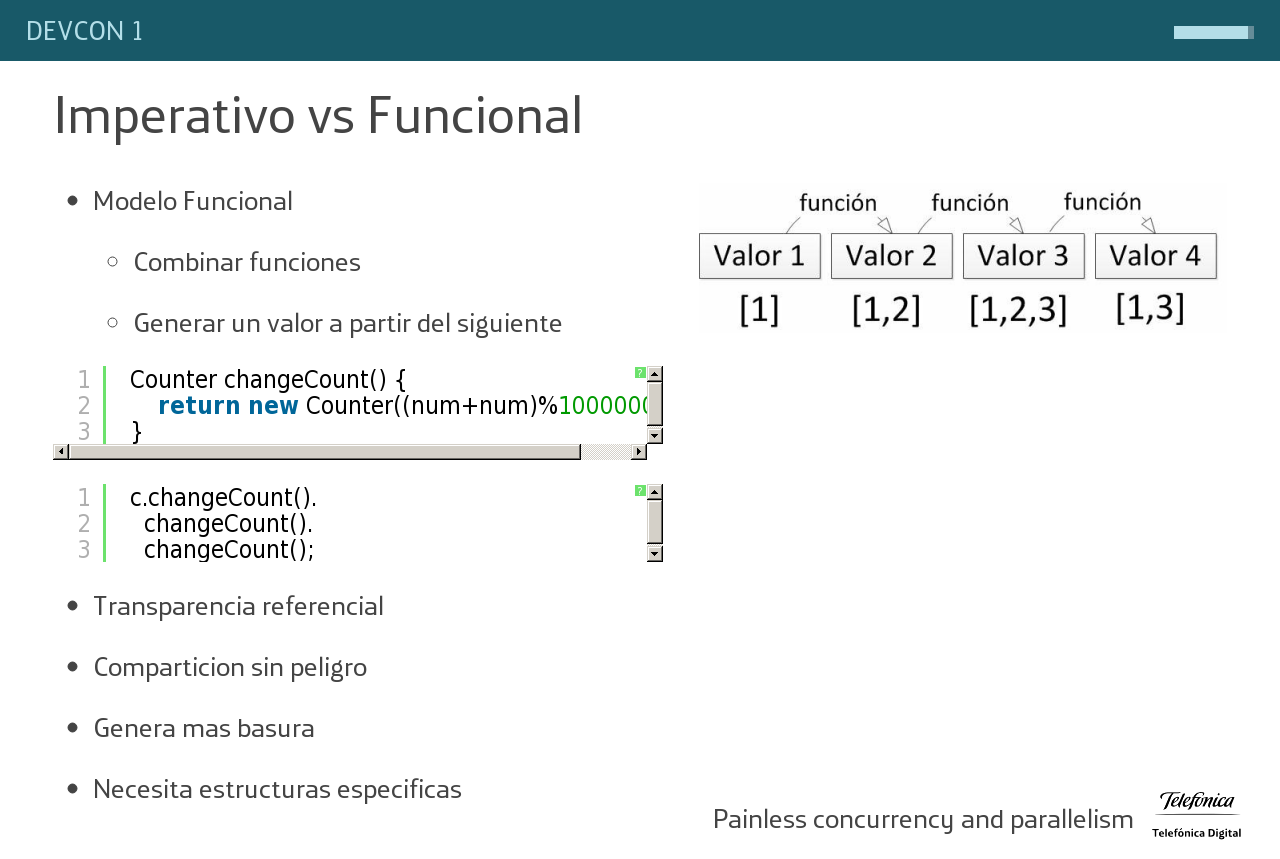 DEVCON 1
Imperativo vs Funcional
Modelo Funcional
Combinar funciones
Generar un valor a partir del siguiente
1 Counter changeCount() {
2 return new Counter((num+num)%1000000
3 }
1 c.changeCount().
2 changeCount().
3 changeCount();
Transparencia referencial
Comparticion sin peligro
Genera mas basura
Necesita estructuras especificas
función función función
Valor 1 Valor 2 Valor 3 Valor 4
[1] [1,2] [1,2,3] [1,3]
Painless concurrency and parallelism
Telefónica
Telefónica Digital